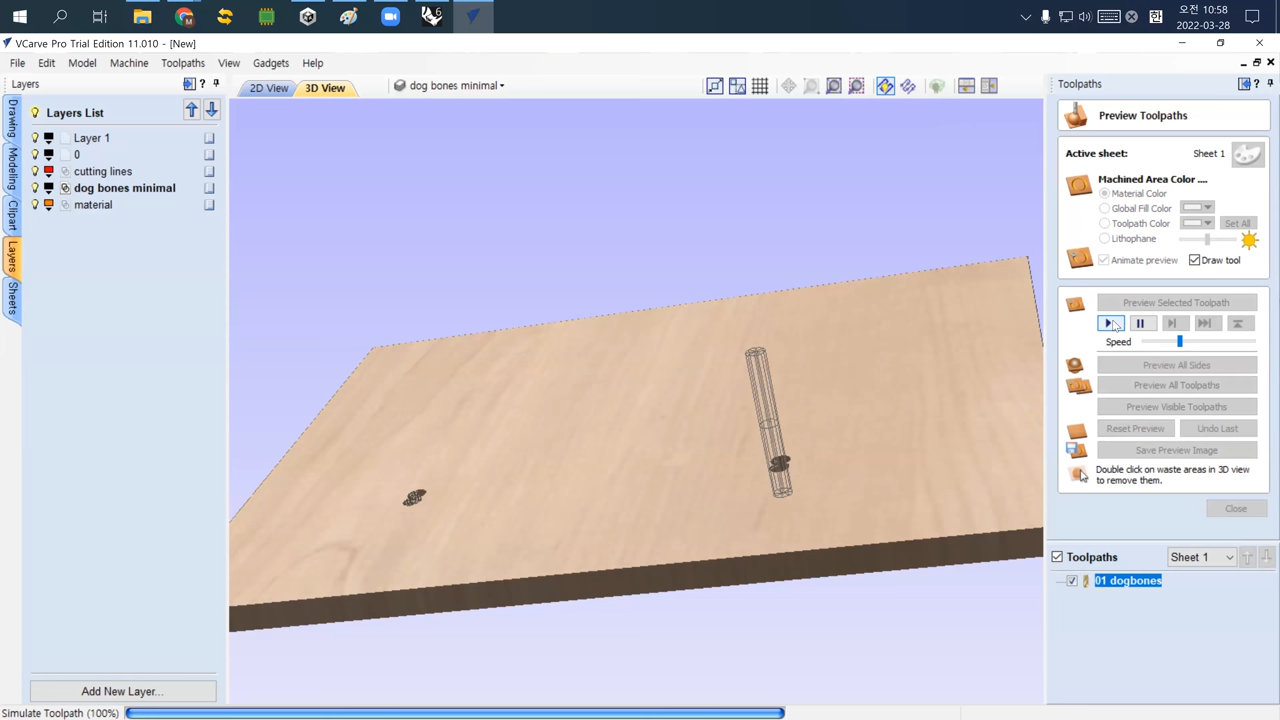 오전 10:58
한
2022-03-28
VCarve Pro Trial Edition 11.010 - [New]
File Edit Model Machine Toolpaths View Gadgets Help
Layers
?
2D View 3D View
dog bones minimal
Toolpaths
?
Drawing
Modeling
Clipart
Layers
Sheets
Layers List
Layer 1
0
cutting lines
dog bones minimal
material
Add New Layer...
Preview Toolpaths
Active sheet: Sheet 1
Machined Area Color ....
Material Color
Global Fill Color
Toolpath Color Set All
Lithophane
Animate preview Draw tool
Preview Selected Toolpath
Speed
Preview All Sides
Preview All Toolpaths
Preview Visible Toolpaths
Reset Preview Undo Last
Save Preview Image
Double click on waste areas in 3D view
to remove them.
Close
Toolpaths Sheet 1
01 dogbones
Simulate Toolpath (100%)